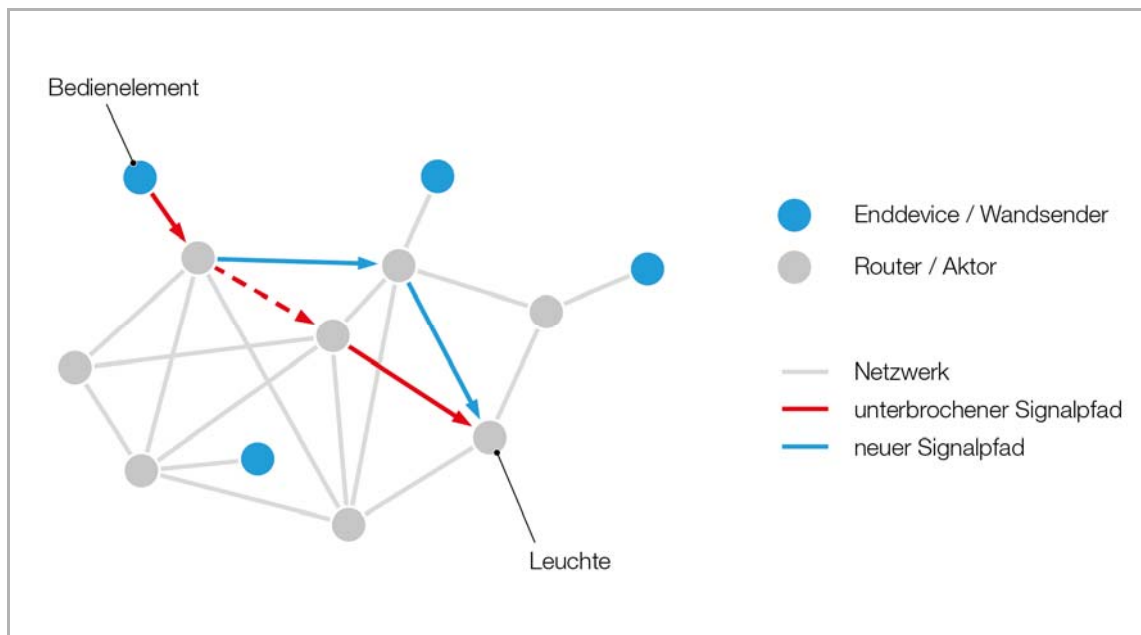 Bedienelement
Enddevice / Wandsender
Router / Aktor
Netzwerk
unterbrochener Signalpfad
neuer Signalpfad
Leuchte